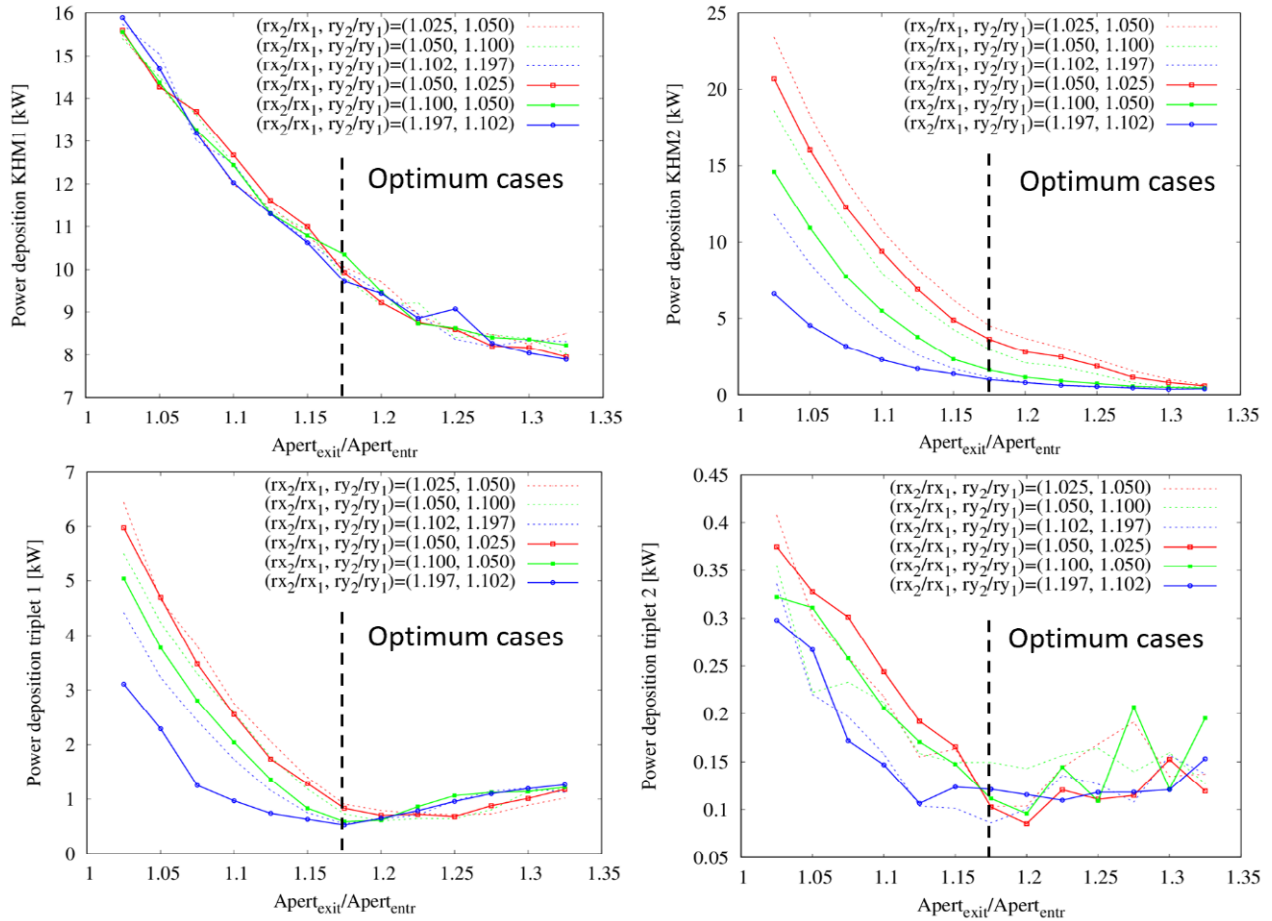 Power deposition KHM1 [kW]
16
15
14
13
12
11
10
9
8
7
(rx2/rx1, ry2/ry1)=(1.025, 1.050)
(rx2/rx1, ry2/ry1)=(1.050, 1.100)
(rx2/rx1, ry2/ry1)=(1.102, 1.197)
(rx2/rx1, ry2/ry1)=(1.050, 1.025)
(rx2/rx1, ry2/ry1)=(1.100, 1.050)
(rx2/rx1, ry2/ry1)=(1.197, 1.102)
Optimum cases
1 1.05 1.1 1.15 1.2 1.25 1.3 1.35
Apertexit/Apertentr
Power deposition KHM2 [kW]
25
20
15
10
5
0
(rx2/rx1, ry2/ry1)=(1.025, 1.050)
(rx2/rx1, ry2/ry1)=(1.050, 1.100)
(rx2/rx1, ry2/ry1)=(1.102, 1.197)
(rx2/rx1, ry2/ry1)=(1.050, 1.025)
(rx2/rx1, ry2/ry1)=(1.100, 1.050)
(rx2/rx1, ry2/ry1)=(1.197, 1.102)
Optimum cases
1 1.05 1.1 1.15 1.2 1.25 1.3 1.35
Apertexit/Apertentr
Power deposition triplet 1 [kW]
7
6
5
4
3
2
1
0
(rx2/rx1, ry2/ry1)=(1.025, 1.050)
(rx2/rx1, ry2/ry1)=(1.050, 1.100)
(rx2/rx1, ry2/ry1)=(1.102, 1.197)
(rx2/rx1, ry2/ry1)=(1.050, 1.025)
(rx2/rx1, ry2/ry1)=(1.100, 1.050)
(rx2/rx1, ry2/ry1)=(1.197, 1.102)
Optimum cases
1 1.05 1.1 1.15 1.2 1.25 1.3 1.35
Apertexit/Apertentr
Power deposition triplet 2 [kW]
0.45
0.4
0.35
0.3
0.25
0.2
0.15
0.1
0.05
(rx2/rx1, ry2/ry1)=(1.025, 1.050)
(rx2/rx1, ry2/ry1)=(1.050, 1.100)
(rx2/rx1, ry2/ry1)=(1.102, 1.197)
(rx2/rx1, ry2/ry1)=(1.050, 1.025)
(rx2/rx1, ry2/ry1)=(1.100, 1.050)
(rx2/rx1, ry2/ry1)=(1.197, 1.102)
Optimum cases
1 1.05 1.1 1.15 1.2 1.25 1.3 1.35
Apertexit/Apertentr